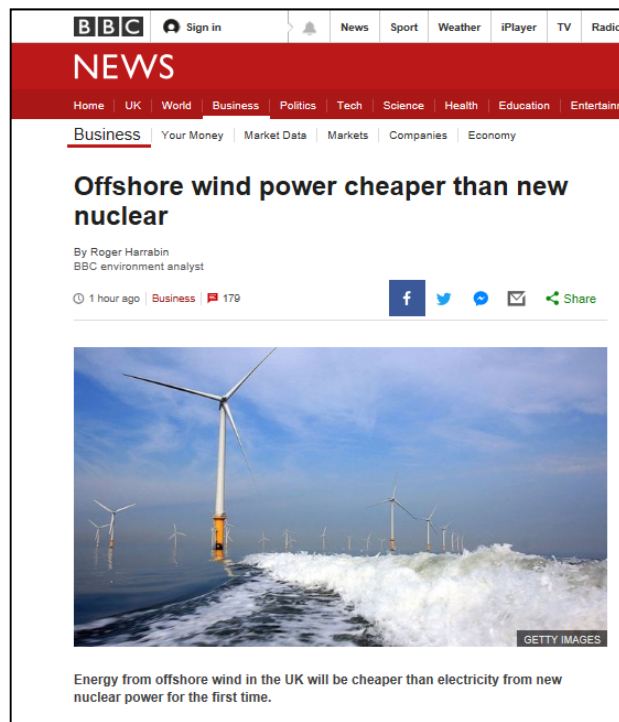 BBC Sign in News Sport Weather iPlayer TV
NEWS
Home UK World Business Politics Tech Science Health Education
Business Your Money Market Data Markets Companies Economy
Offshore wind power cheaper than new
nuclear
By Roger Harrabin
BBC environment analyst
1 hour ago Business 179 f Share
GETTY IMAGES
Energy from offshore wind in the UK will be cheaper than electricity from new
nuclear power for the first time.